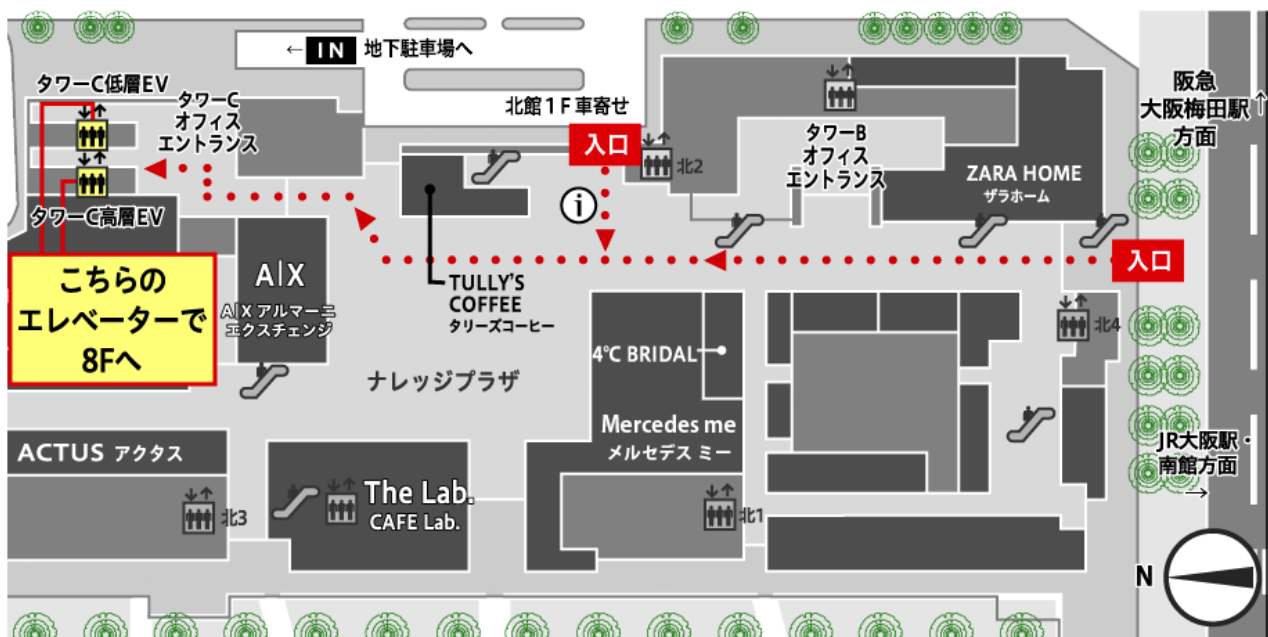 ← IN 地下駐車場へ
タワーC低層EV
タワーC
オフィス
エントランス
北館1F車寄せ
入口
北2
タワーB
オフィス
エントランス
阪急
大阪梅田駅↑
方面
ZARA HOME
ザラホーム
タワーC高層EV
i
入口
こちらの
エレベーターで
8Fへ
A|X
A|X アルマーニ
エクスチェンジ
TULLY'S
COFFEE
タリーズコーヒー
北4
4℃ BRIDAL
ナレッジプラザ
Mercedes me
メルセデス ミー
ACTUS アクタス
JR大阪駅・
南館方面
→
The Lab.
CAFE Lab.
北3
北1
N